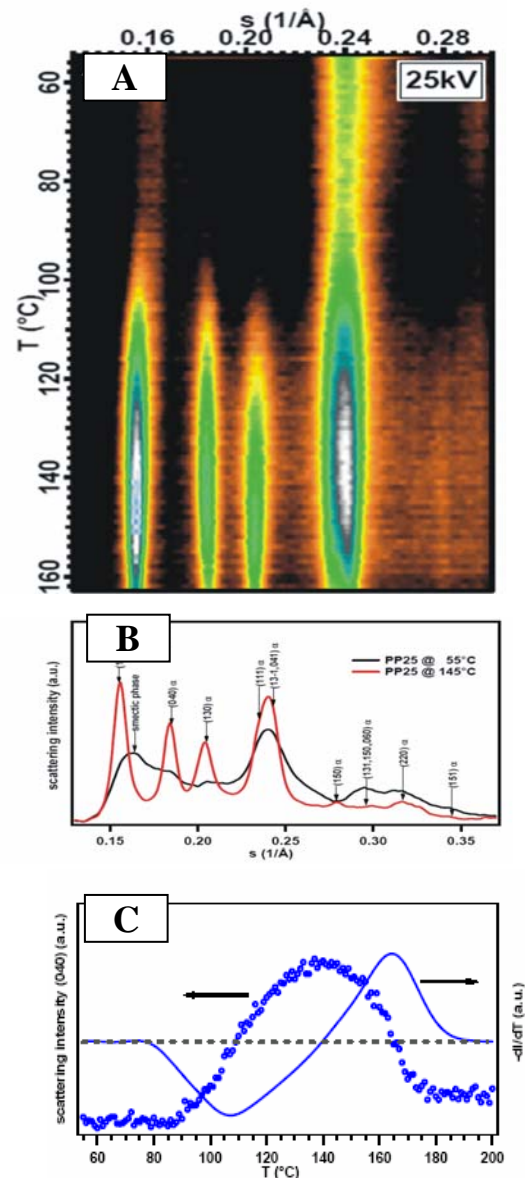 s (1/Å)
0.16 0.20 0.24 0.28
A
25kV
T (°C)
60
80
100
120
140
160
B
scattering intensity (a.u.)
smectic phase
(040) α
(130) α
(111) α
(13-1,041) α
(150) α
(131,150,060) α
(220) α
(151) α
PP25 @ 55°C
PP25 @ 145°C
0.15 0.20 0.25 0.30 0.35
s (1/Å)
C
scattering intensity (040) (a.u.)
-dI/dT (a.u.)
60 80 100 120 140 160 180 200
T (°C)